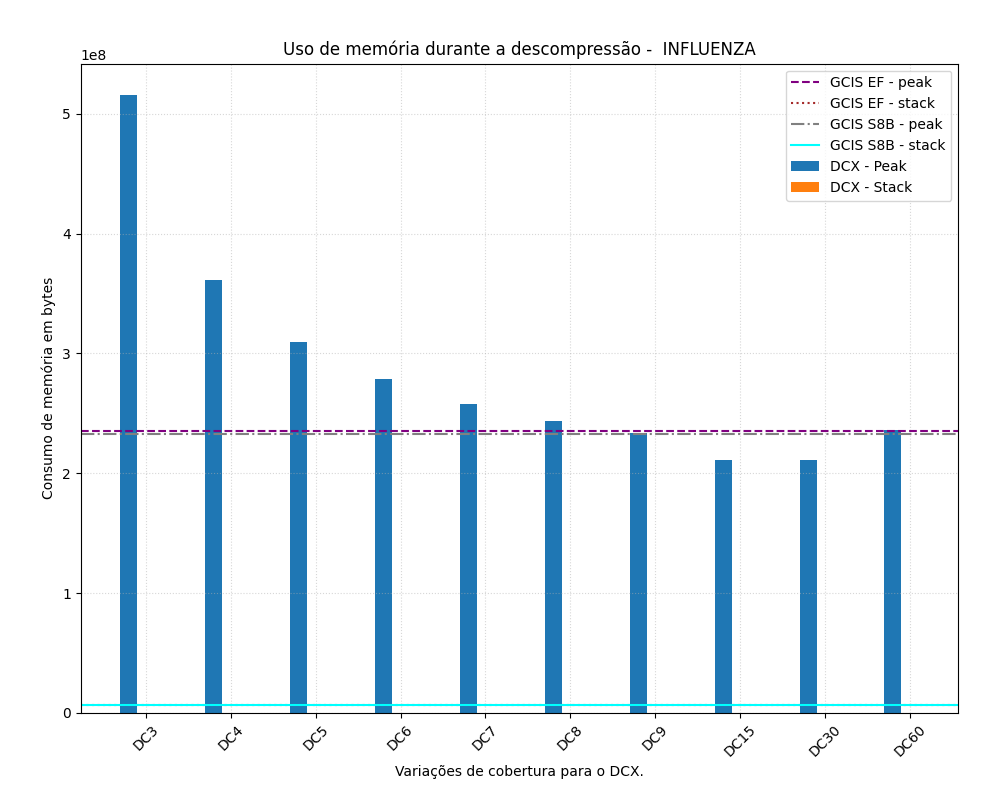 Uso de memória durante a descompressão -  INFLUENZA
1e8
GCIS EF - peak
GCIS EF - stack
GCIS S8B - peak
GCIS S8B - stack
DCX - Peak
DCX - Stack
5
4
3
2
1
0
Consumo de memória em bytes
DC3
DC4
DC5
DC6
DC7
DC8
DC9
DC15
DC30
DC60
Variações de cobertura para o DCX.